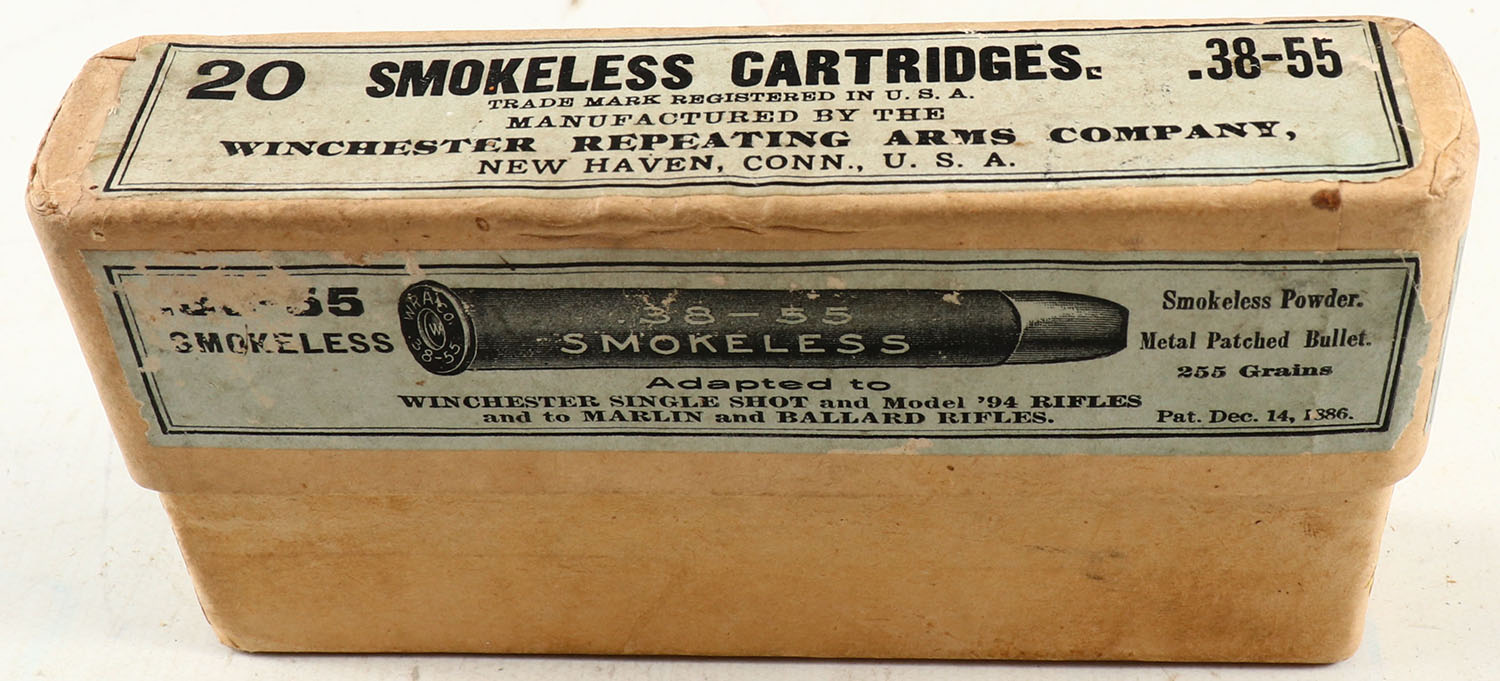 20 SMOKELESS CARTRIDGES. .38-55
TRADE MARK REGISTERED IN U.S.A.
MANUFACTURED BY THE
WINCHESTER REPEATING ARMS COMPANY,
NEW HAVEN, CONN., U. S. A.
.38-55
SMOKELESS
W.R.A.CO.
W
38-55
38-55
SMOKELESS
Adapted to
WINCHESTER SINGLE SHOT and Model '94 RIFLES
and to MARLIN and BALLARD RIFLES.
Smokeless Powder.
Metal Patched Bullet.
255 Grains
Pat. Dec. 14, 1886.